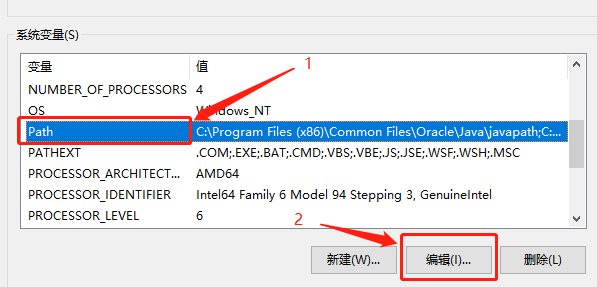 系统变量(S)
变量 值
1
NUMBER_OF_PROCESSORS 4
OS Windows_NT
Path C:\Program Files (x86)\Common Files\Oracle\Java\javapath;C:...
PATHEXT .COM;.EXE;.BAT;.CMD;.VBS;.VBE;.JS;.JSE;.WSF;.WSH;.MSC
PROCESSOR_ARCHITECT... AMD64
PROCESSOR_IDENTIFIER Intel64 Family 6 Model 94 Stepping 3, GenuineIntel
PROCESSOR_LEVEL 6
2
新建(W)... 编辑(I)... 删除(L)